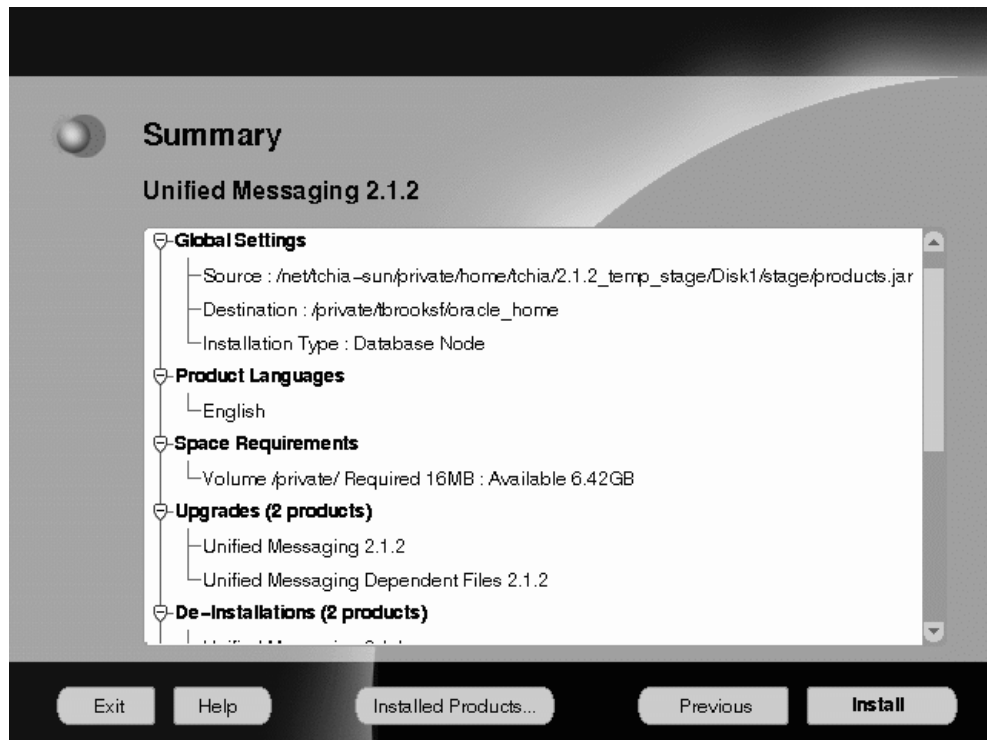 Summary
Unified Messaging 2.1.2
Global Settings
Source : /net/tchia-sun/private/home/tchia/2.1.2_temp_stage/Disk1/stage/products.jar
Destination : /private/tbrooksf/oracle_home
Installation Type : Database Node
Product Languages
English
Space Requirements
Volume /private/ Required 16MB : Available 6.42GB
Upgrades (2 products)
Unified Messaging 2.1.2
Unified Messaging Dependent Files 2.1.2
De-Installations (2 products)
Exit
Help
Installed Products...
Previous
Install